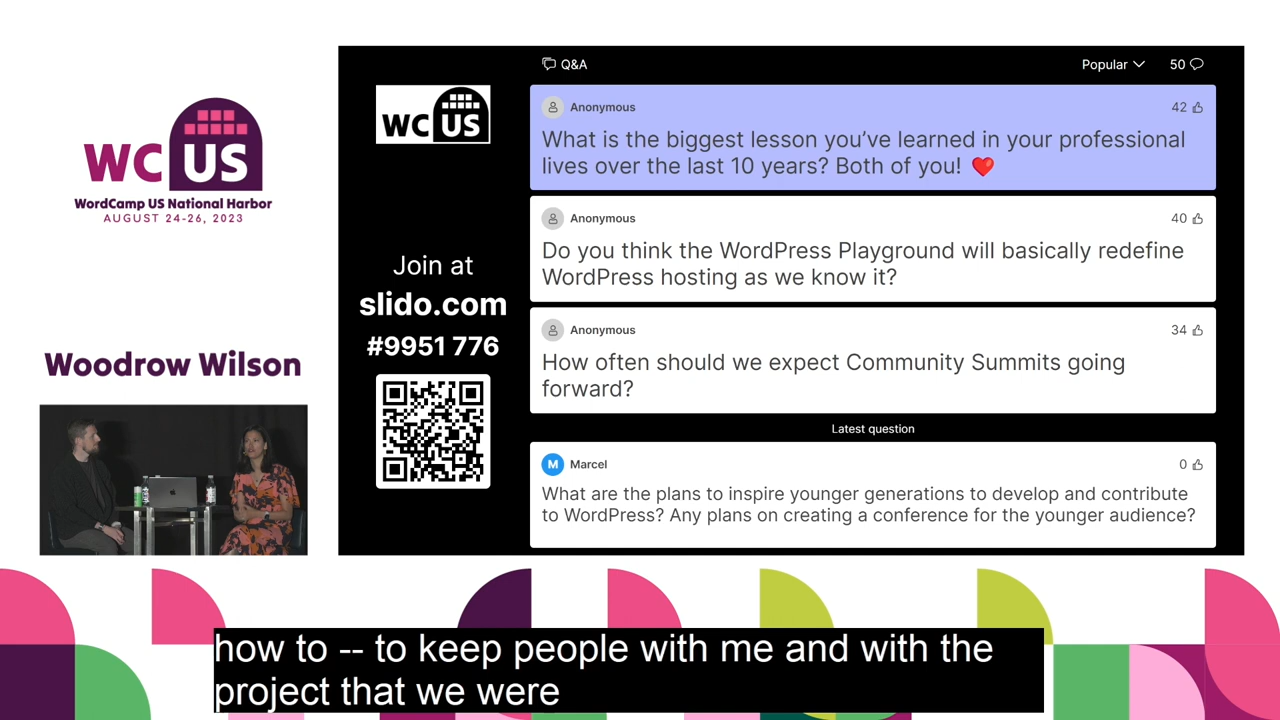 WC US
WordCamp US National Harbor
AUGUST 24-26, 2023
Woodrow Wilson
WC US
Join at
slido.com
#9951 776
Q&A
Popular
50
Anonymous
42
What is the biggest lesson you’ve learned in your professional
lives over the last 10 years? Both of you! ❤️
Anonymous
40
Do you think the WordPress Playground will basically redefine
WordPress hosting as we know it?
Anonymous
34
How often should we expect Community Summits going
forward?
Latest question
M Marcel
0
What are the plans to inspire younger generations to develop and contribute
to WordPress? Any plans on creating a conference for the younger audience?
how to -- to keep people with me and with the
project that we were